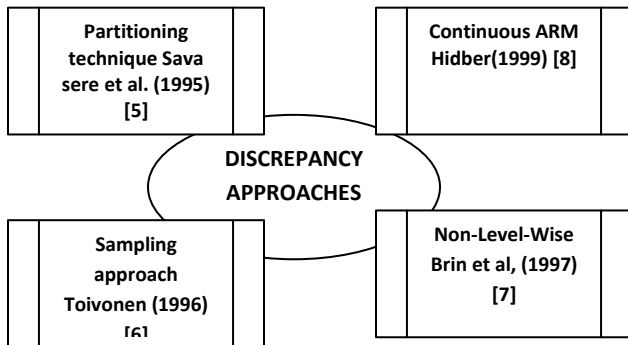 Partitioning
technique Sava
sere et al. (1995)
[5]
Continuous ARM
Hidber(1999) [8]
DISCREPANCY
APPROACHES
Sampling
approach
Toivonen (1996)
[6]
Non-Level-Wise
Brin et al, (1997)
[7]